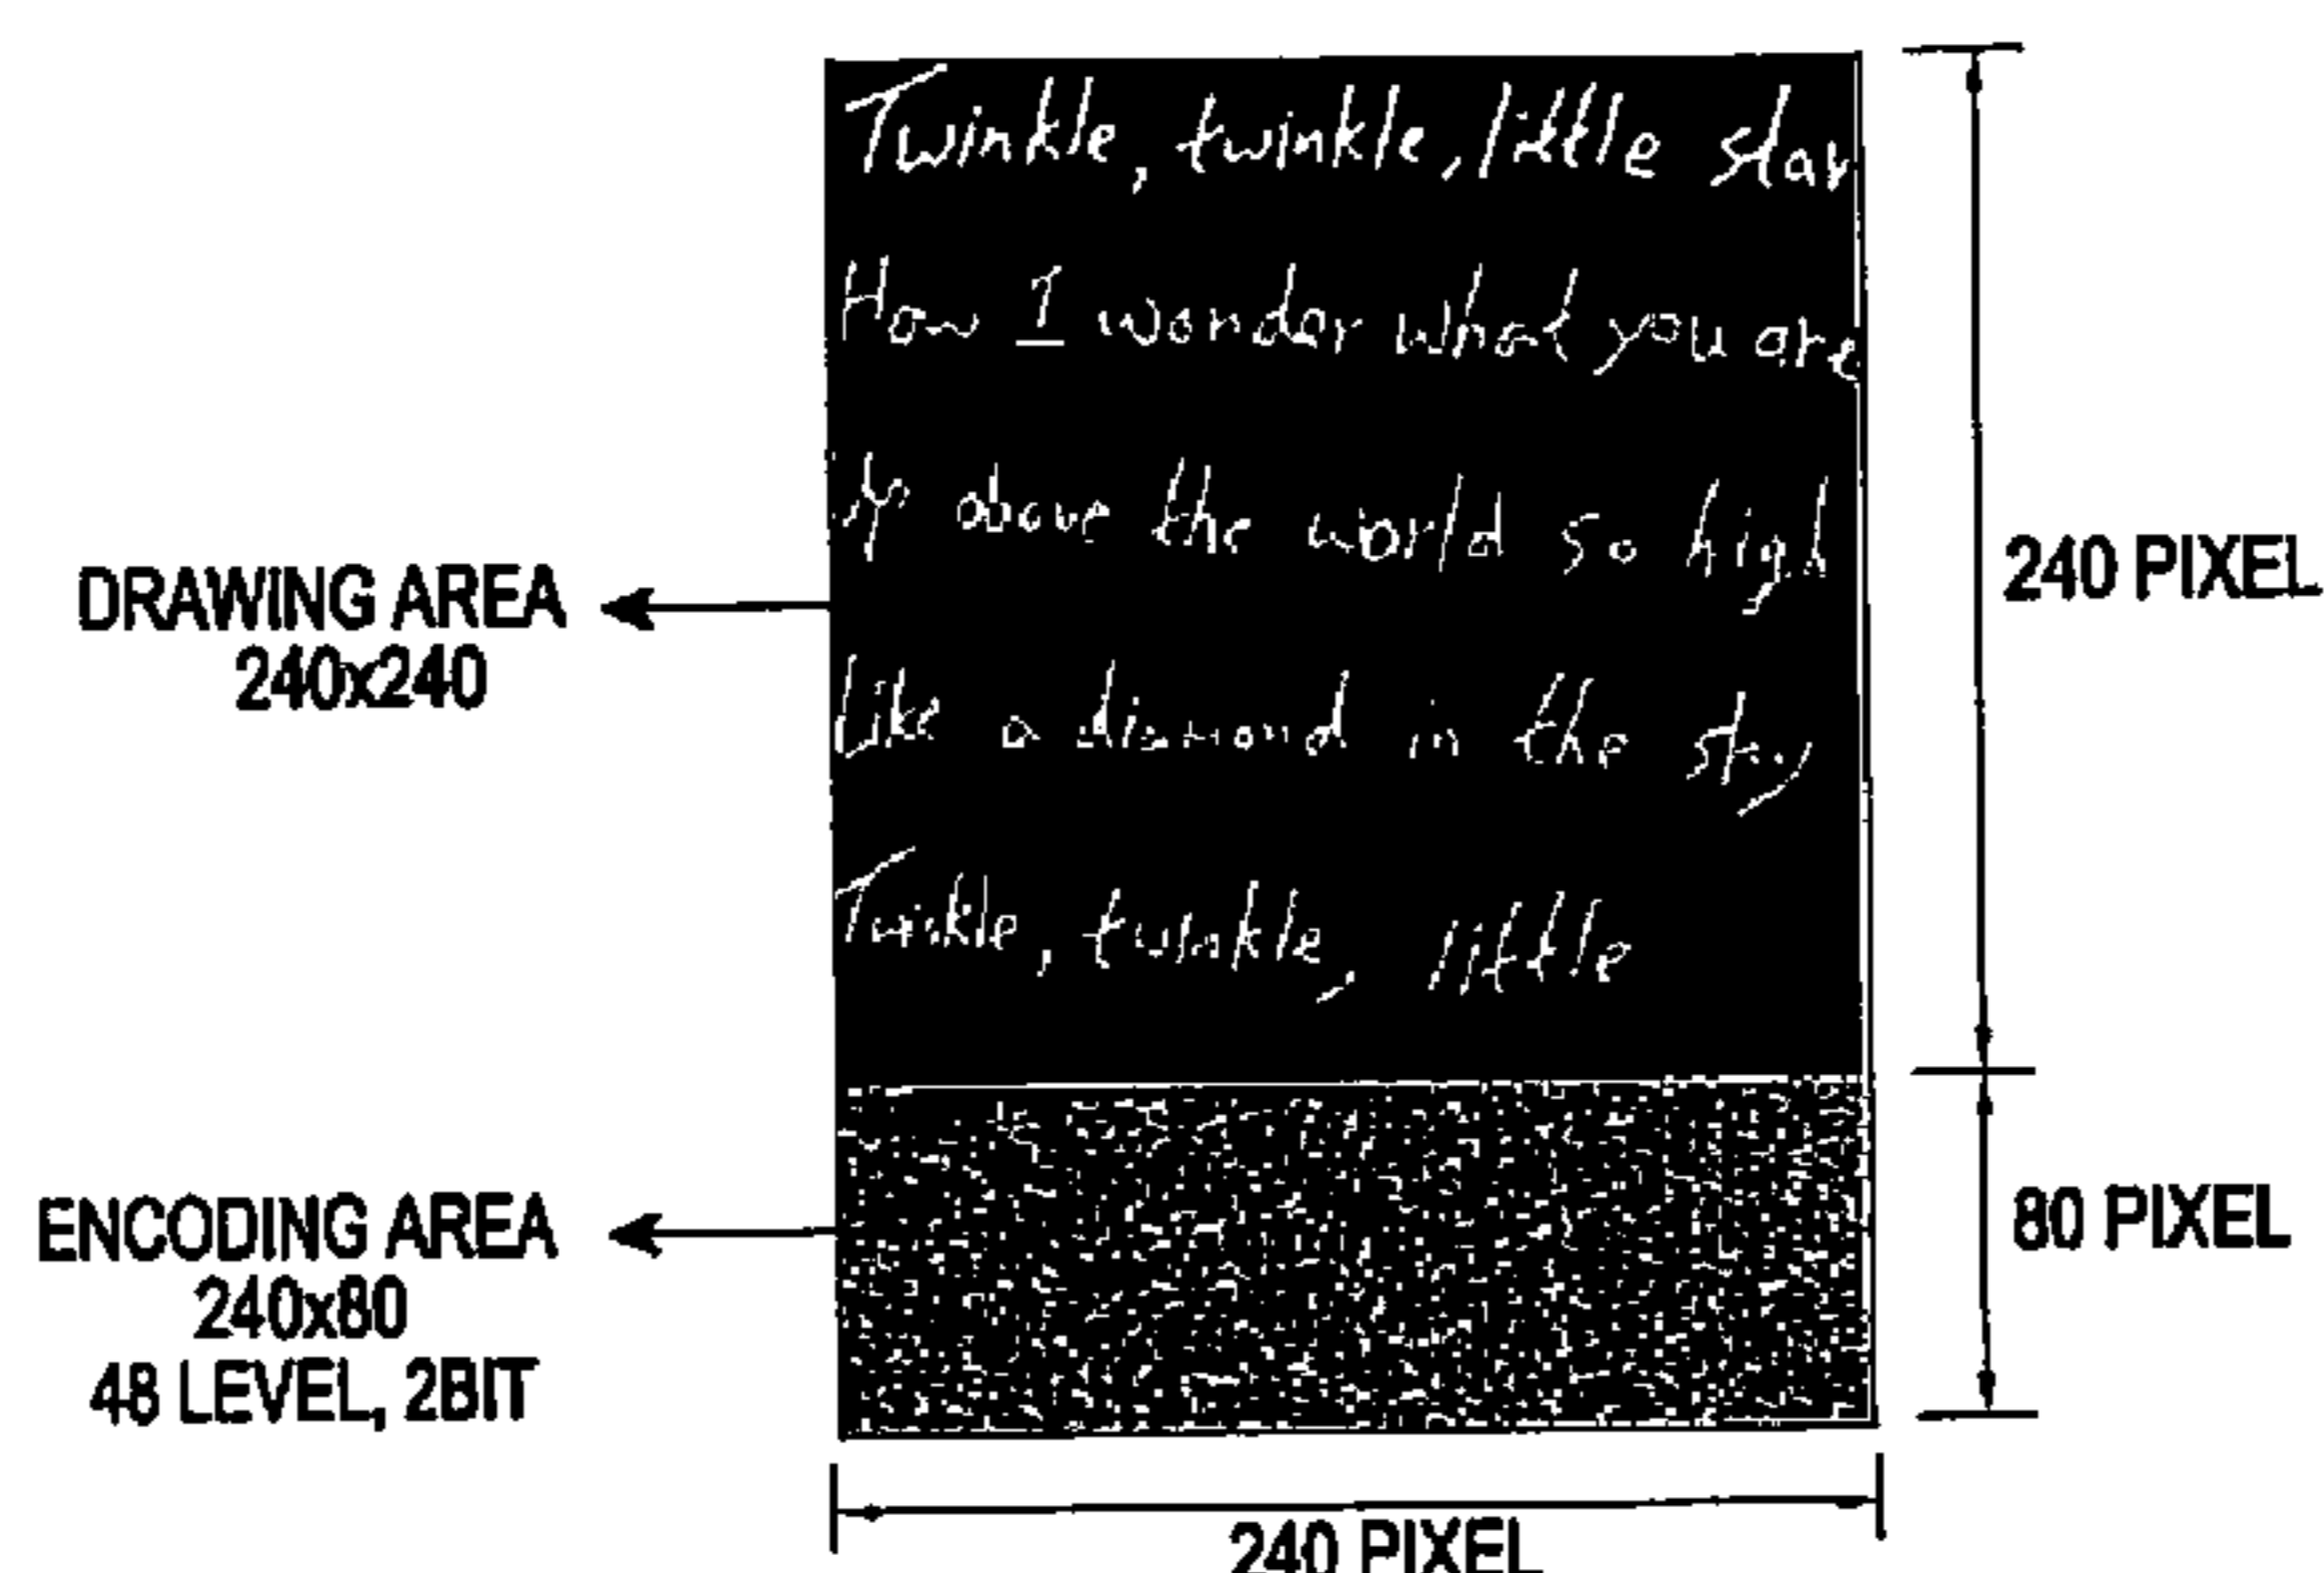 Twinkle, twinkle, little star
How I wonder what you are
Up above the world so high
Like a diamond in the sky
Twinkle, twinkle, little
DRAWING AREA
240x240
ENCODING AREA
240x80
48 LEVEL, 2BIT
240 PIXEL
80 PIXEL
240 PIXEL